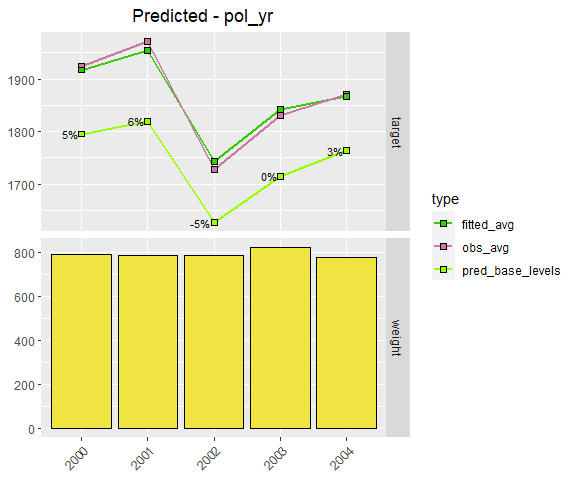 Predicted - pol_yr
1900
1800
1700
5%
6%
-5%
0%
3%
target
800
600
400
200
0
weight
2000
2001
2002
2003
2004
type
fitted_avg
obs_avg
pred_base_levels